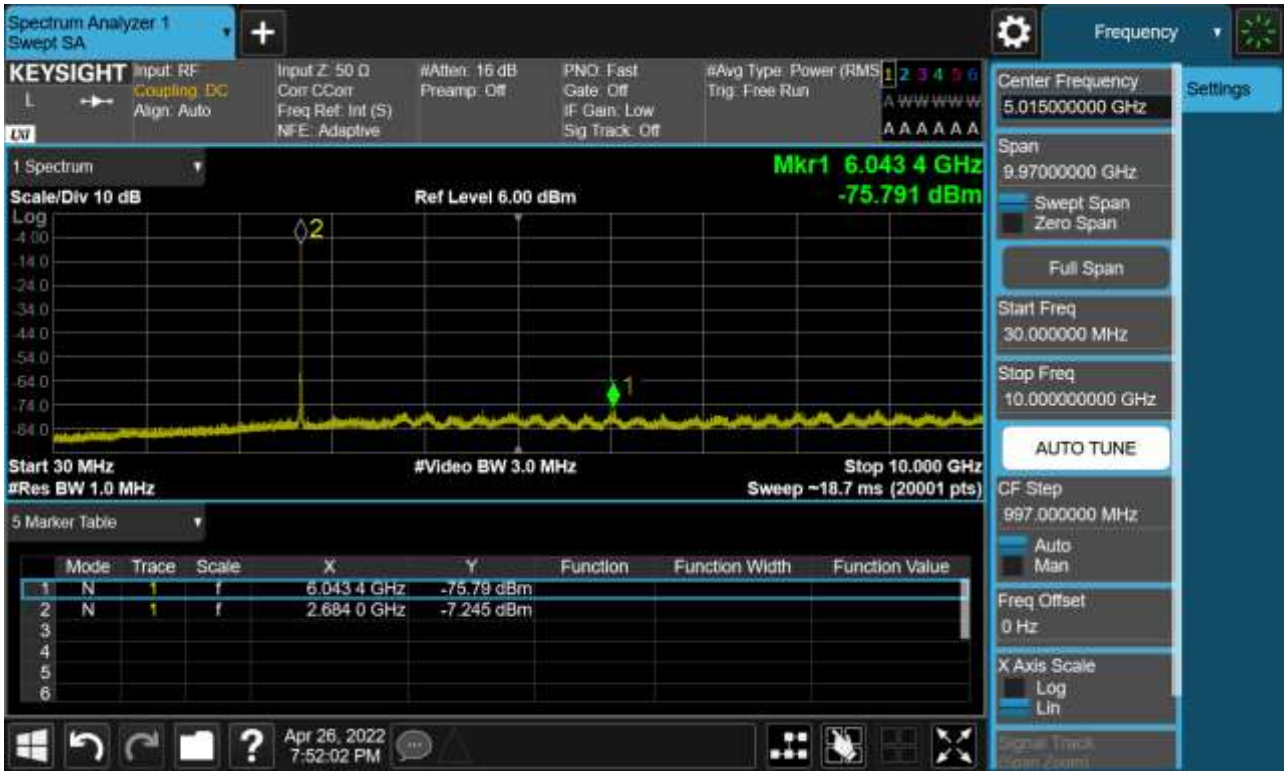 Spectrum Analyzer 1
Swept SA
+
Frequency
KEYSIGHT
L
LXI
Input: RF
Coupling: DC
Align: Auto
Input Z: 50 Ω
Corr CCorr
Freq Ref: Int (S)
NFE: Adaptive
#Atten: 16 dB
Preamp: Off
PNO: Fast
Gate: Off
IF Gain: Low
Sig Track: Off
#Avg Type: Power (RMS
Trig: Free Run
1 2 3 4 5 6
A W W W W W
A A A A A A
Center Frequency
5.015000000 GHz
Settings
Span
9.97000000 GHz
Swept Span
Zero Span
Full Span
Start Freq
30.000000 MHz
Stop Freq
10.000000000 GHz
AUTO TUNE
CF Step
997.000000 MHz
Auto
Man
Freq Offset
0 Hz
X Axis Scale
Log
Lin
Signal Track
(Span Zoom)
1 Spectrum
Mkr1 6.043 4 GHz
Scale/Div 10 dB
Ref Level 6.00 dBm
-75.791 dBm
Log
-4.00
-14.0
-24.0
-34.0
-44.0
-54.0
-64.0
-74.0
-84.0
2
1
Start 30 MHz
#Video BW 3.0 MHz
Stop 10.000 GHz
#Res BW 1.0 MHz
Sweep ~18.7 ms (20001 pts)
5 Marker Table
Mode Trace Scale X Y Function Function Width Function Value
1 N 1 f 6.043 4 GHz -75.79 dBm
2 N 1 f 2.684 0 GHz -7.245 dBm
3
4
5
6
?
Apr 26, 2022
7:52:02 PM